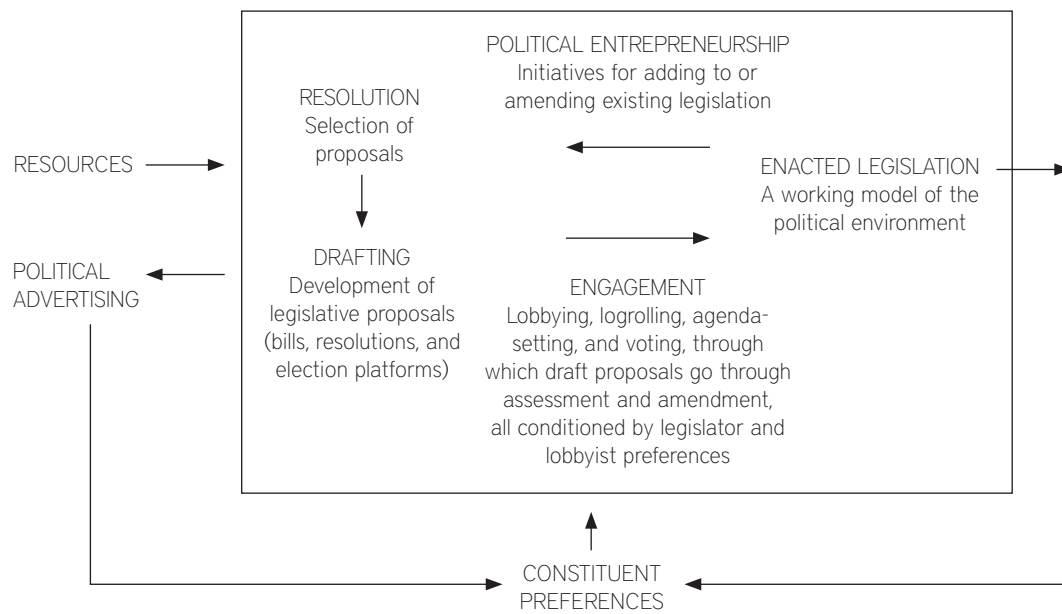 POLITICAL ENTREPRENEURSHIP
Initiatives for adding to or
amending existing legislation
RESOLUTION
Selection of
proposals
RESOURCES
ENACTED LEGISLATION
A working model of the
political environment
POLITICAL
ADVERTISING
DRAFTING
Development of
legislative proposals
(bills, resolutions, and
election platforms)
ENGAGEMENT
Lobbying, logrolling, agenda-
setting, and voting, through
which draft proposals go through
assessment and amendment,
all conditioned by legislator and
lobbyist preferences
CONSTITUENT
PREFERENCES